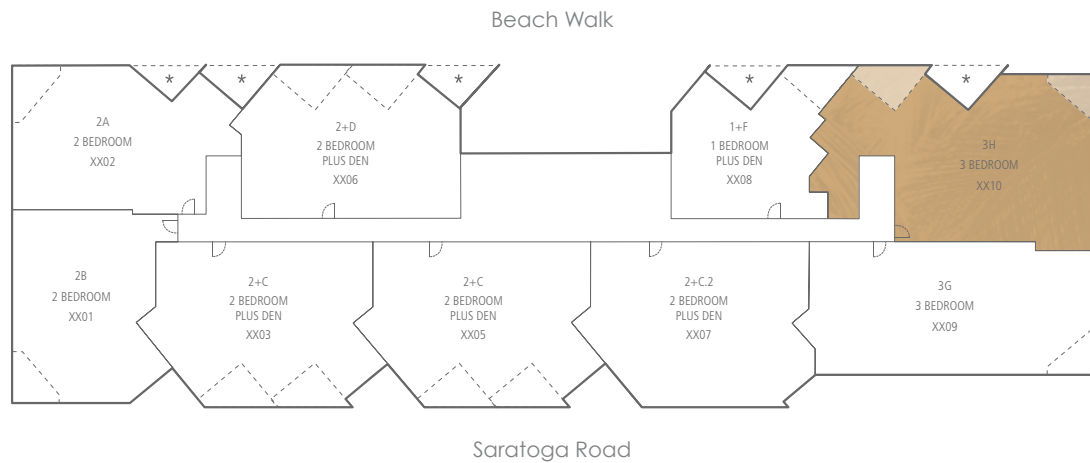 Beach Walk
*
*
*
*
*
2A
2 BEDROOM
XX02
2+D
2 BEDROOM
PLUS DEN
XX06
1+F
1 BEDROOM
PLUS DEN
XX08
3H
3 BEDROOM
XX10
2B
2 BEDROOM
XX01
2+C
2 BEDROOM
PLUS DEN
XX03
2+C
2 BEDROOM
PLUS DEN
XX05
2+C.2
2 BEDROOM
PLUS DEN
XX07
3G
3 BEDROOM
XX09
Saratoga Road